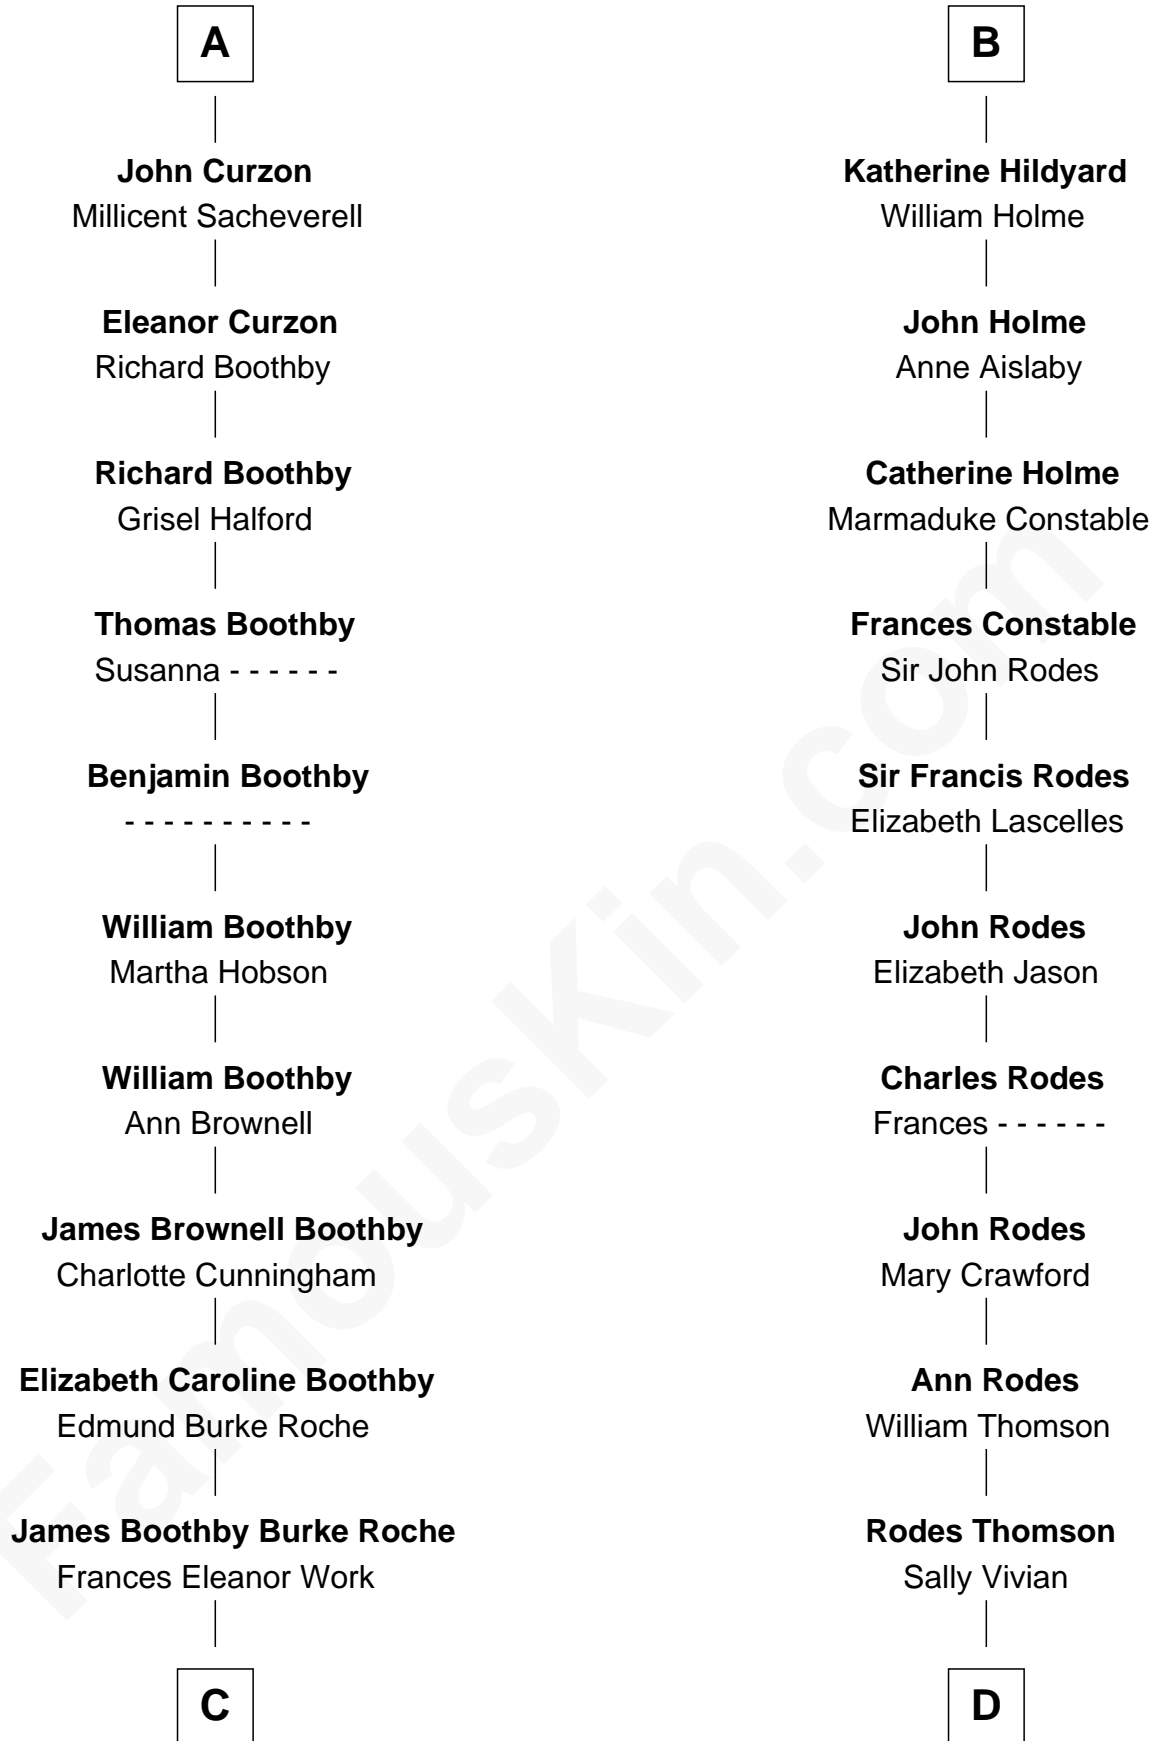 A
John Curzon
Millicent Sacheverell
Eleanor Curzon
Richard Boothby
Richard Boothby
Grisel Halford
Thomas Boothby
Susanna - - - - - -
Benjamin Boothby
- - - - - - - - - -
William Boothby
Martha Hobson
William Boothby
Ann Brownell
James Brownell Boothby
Charlotte Cunningham
Elizabeth Caroline Boothby
Edmund Burke Roche
James Boothby Burke Roche
Frances Eleanor Work
C
B
Katherine Hildyard
William Holme
John Holme
Anne Aislaby
Catherine Holme
Marmaduke Constable
Frances Constable
Sir John Rodes
Sir Francis Rodes
Elizabeth Lascelles
John Rodes
Elizabeth Jason
Charles Rodes
Frances - - - - - -
John Rodes
Mary Crawford
Ann Rodes
William Thomson
Rodes Thomson
Sally Vivian
D
FamousKin.com